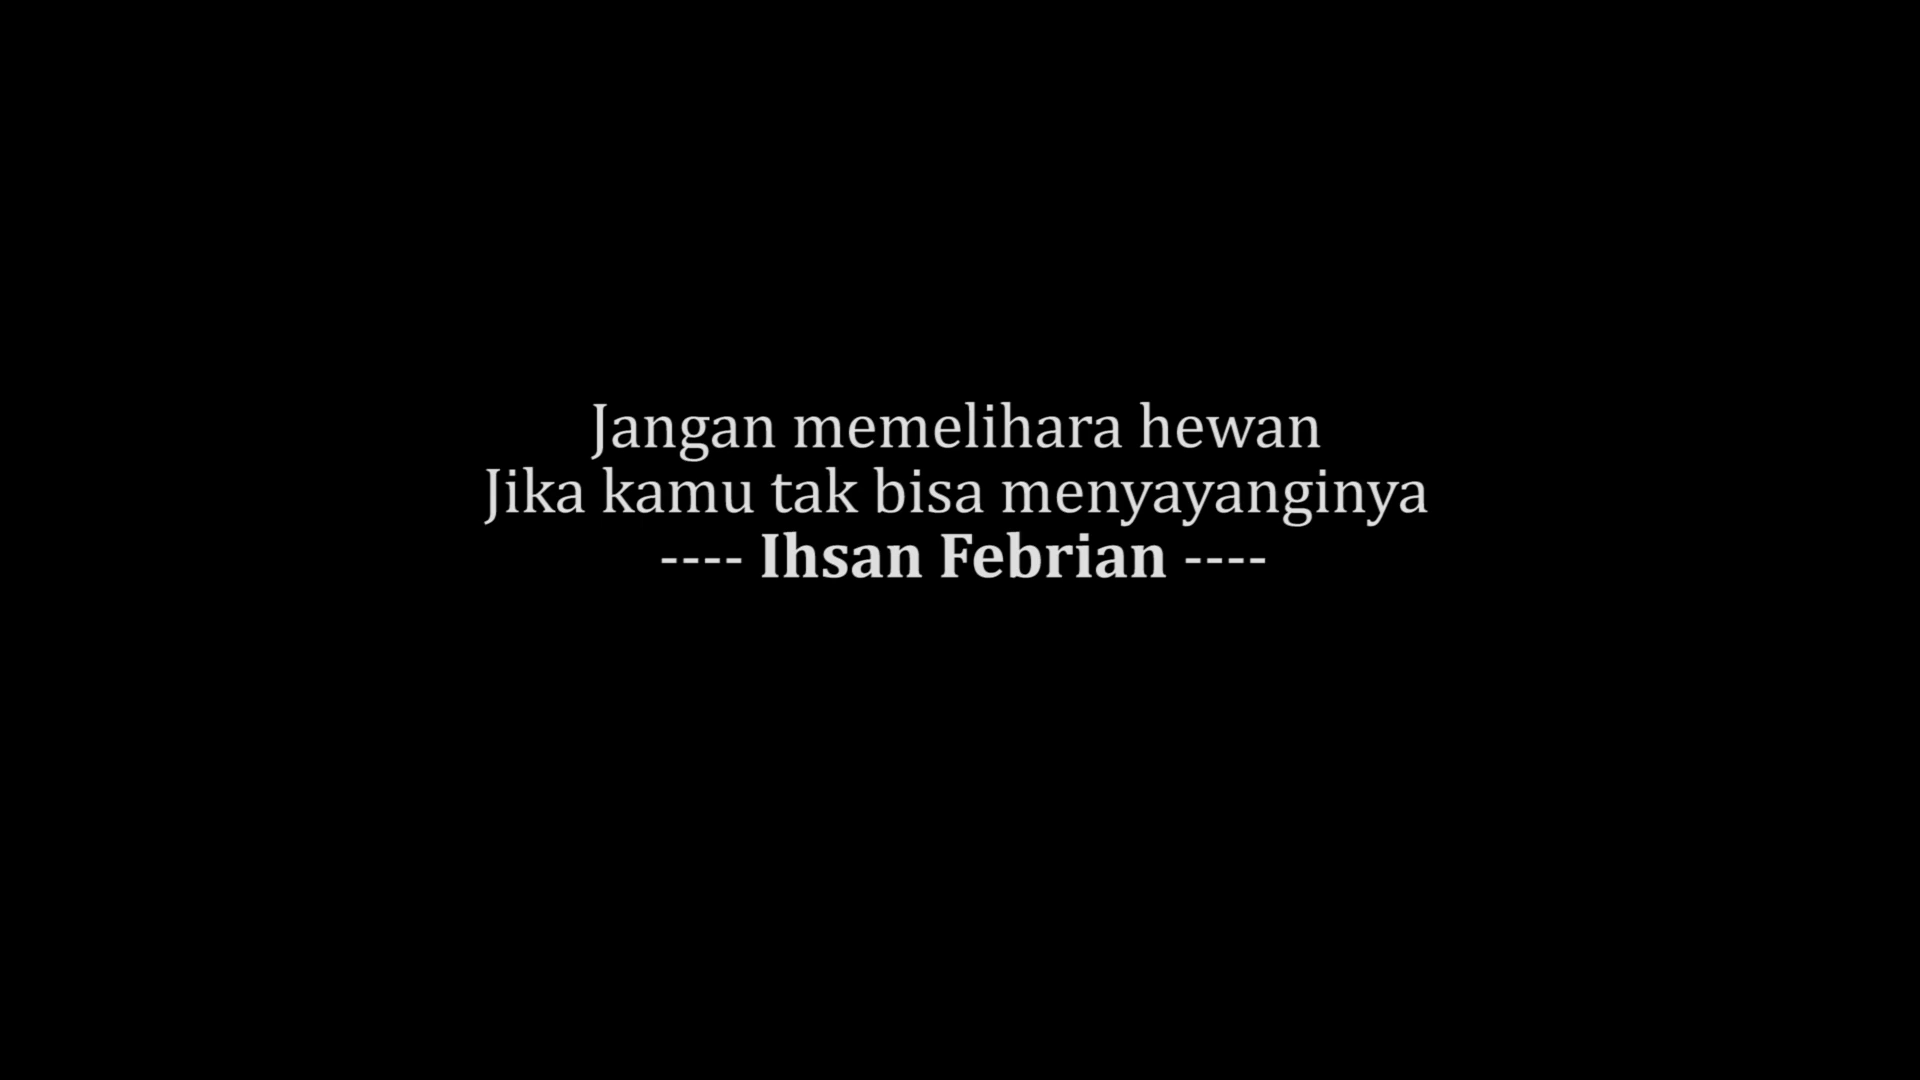 Jangan memelihara hewan
Jika kamu tak bisa menyayanginya
---- Ihsan Febrian ----